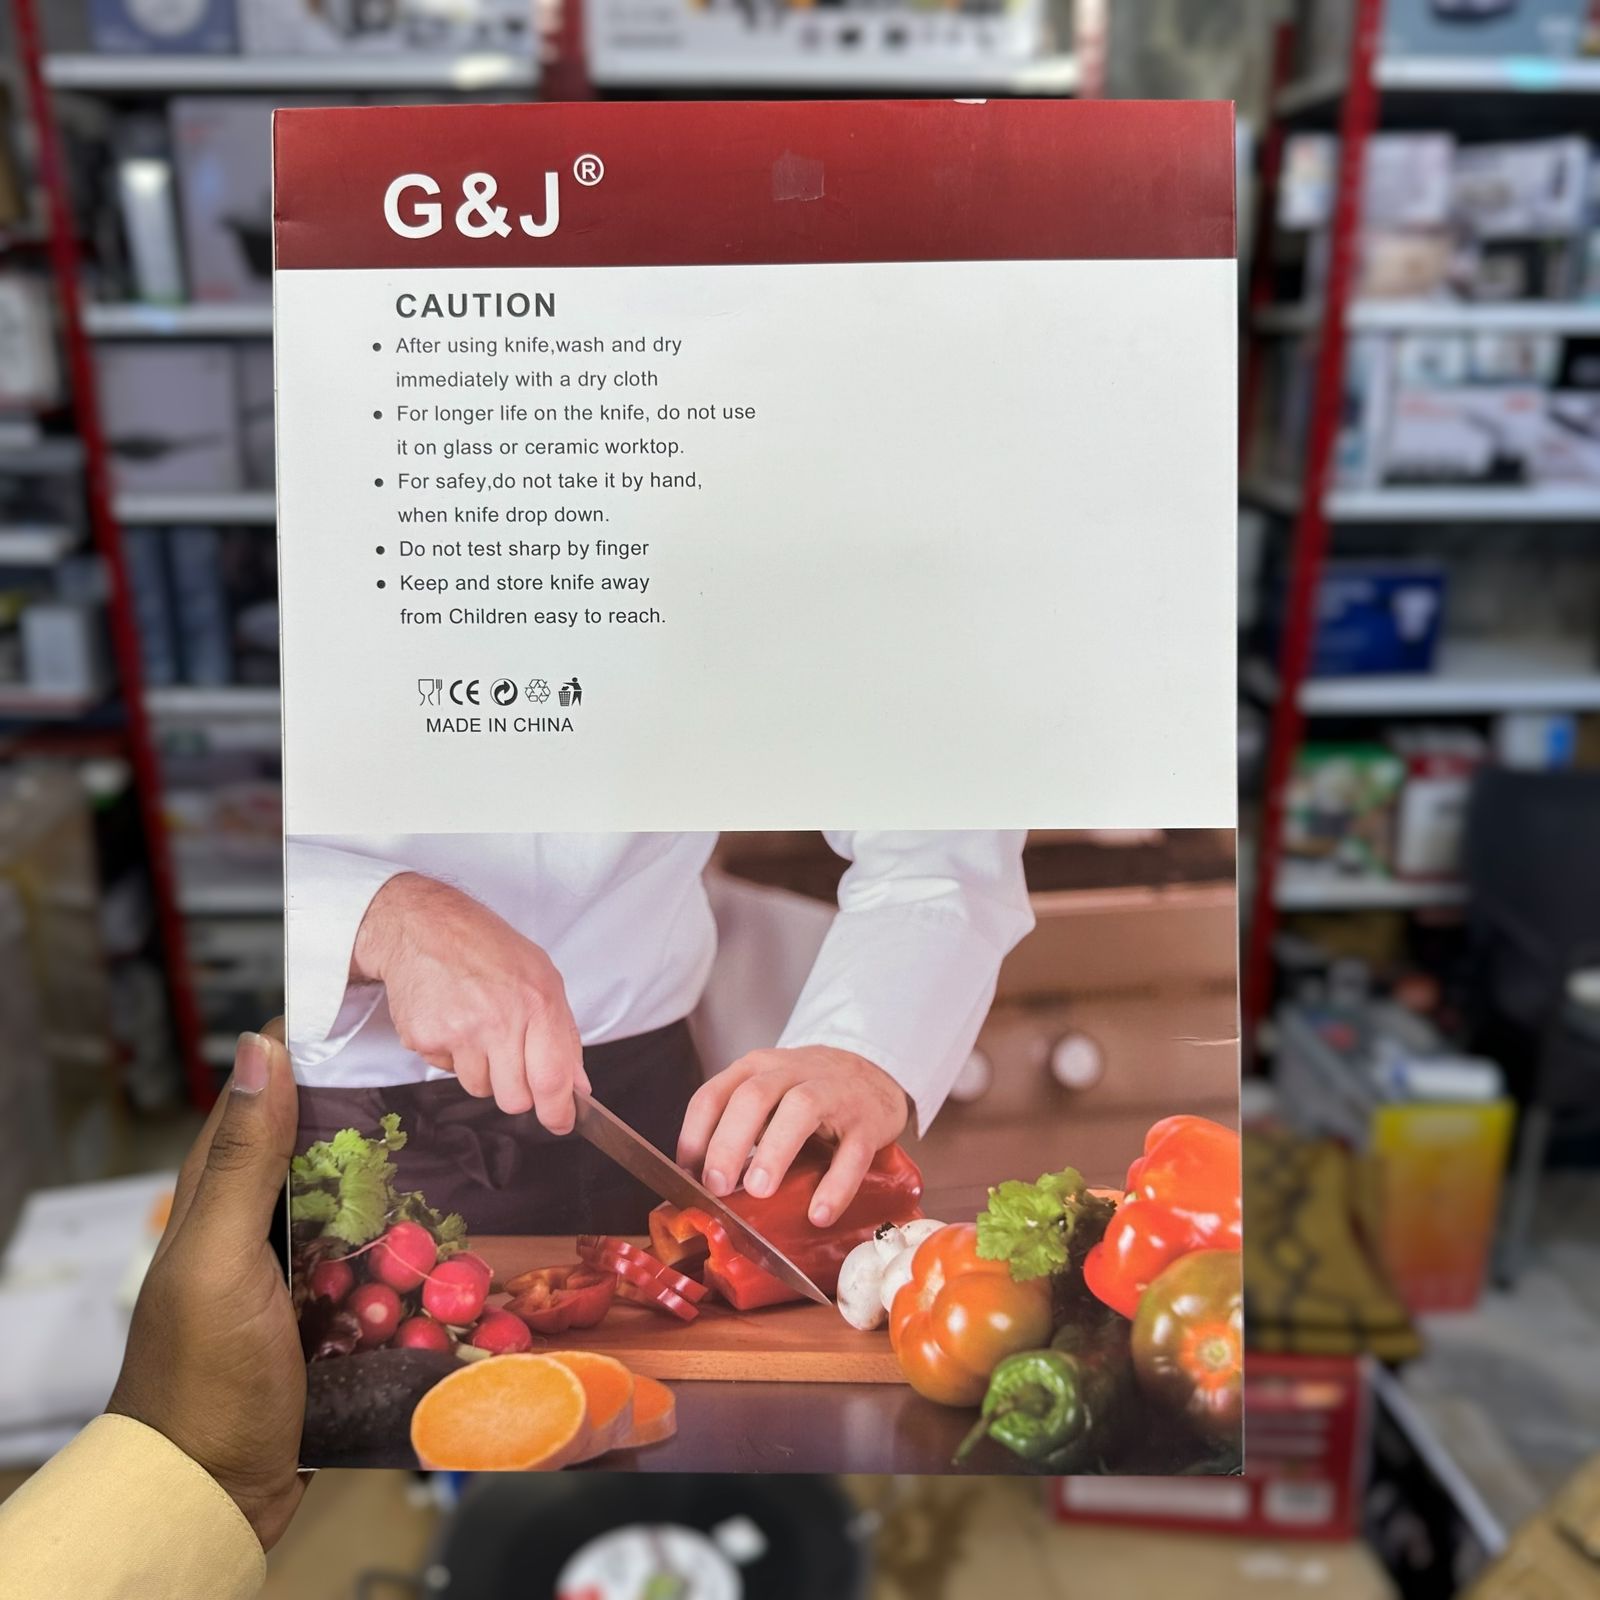 G&J®
CAUTION
• After using knife,wash and dry
immediately with a dry cloth
• For longer life on the knife, do not use
it on glass or ceramic worktop.
• For safey,do not take it by hand,
when knife drop down.
• Do not test sharp by finger
• Keep and store knife away
from Children easy to reach.
CE
MADE IN CHINA